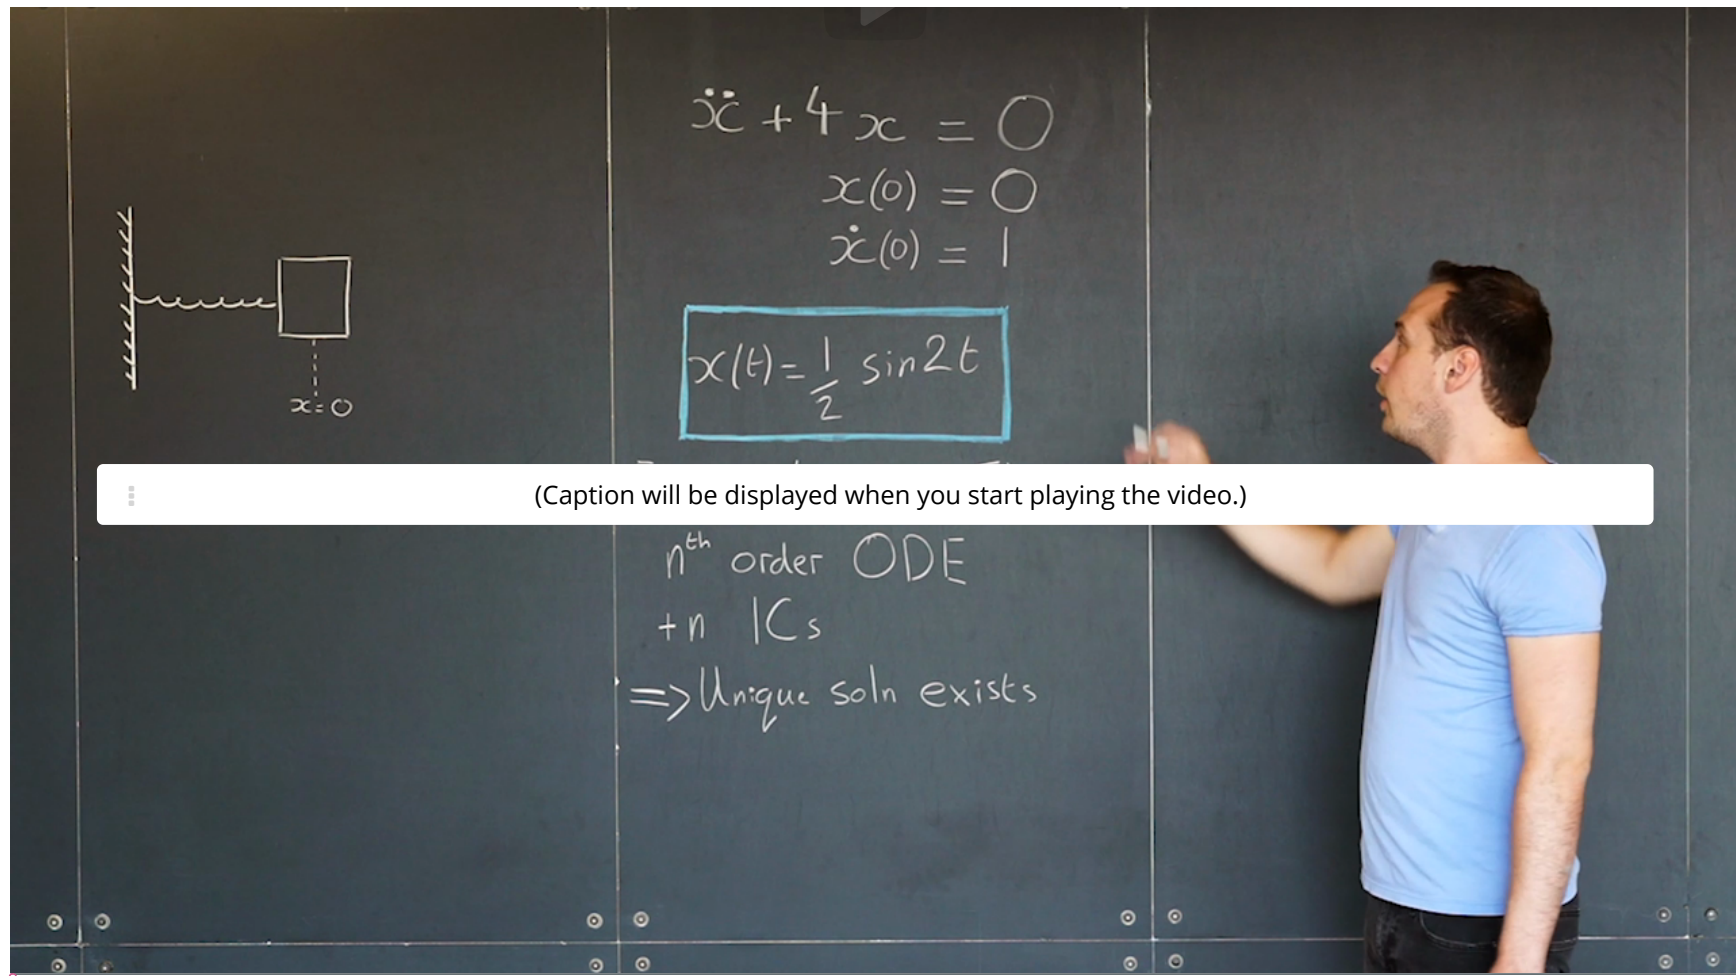 ẍ + 4x = 0
x(0) = 0
ẋ(0) = 1
x(t) = 1/2 sin2t
x=0
(Caption will be displayed when you start playing the video.)
nth order ODE
+n ICs
=> Unique soln exists